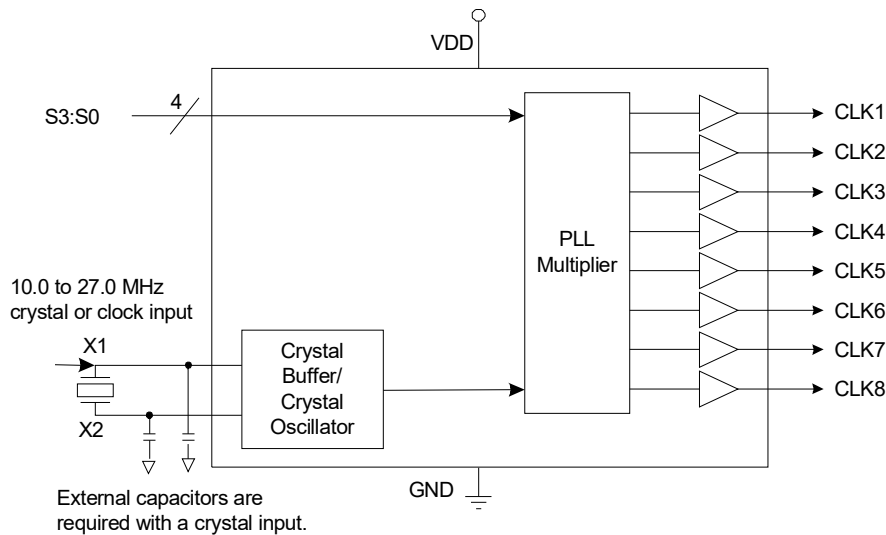 VDD
4
S3:S0
CLK1
CLK2
CLK3
CLK4
CLK5
CLK6
CLK7
CLK8
PLL
Multiplier
10.0 to 27.0 MHz
crystal or clock input
X1
X2
Crystal
Buffer/
Crystal
Oscillator
External capacitors are
required with a crystal input.
GND